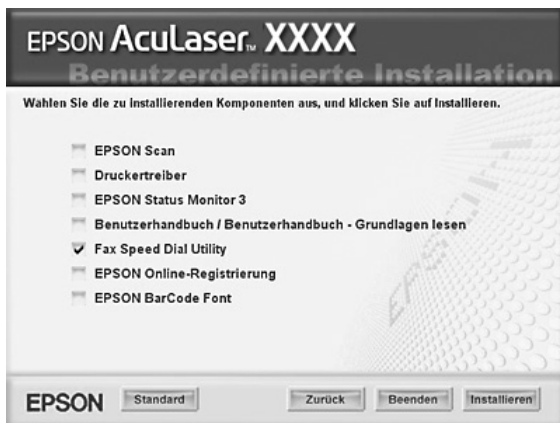 EPSON AcuLaser™ XXXX
Benutzerdefinierte Installation
Wahlen Sie die zu installierenden Komponenten aus, und klicken Sie auf Installieren.
EPSON Scan
Druckertreiber
EPSON Status Monitor 3
Benutzerhandbuch / Benutzerhandbuch - Grundlagen lesen
Fax Speed Dial Utility
EPSON Online-Registrierung
EPSON BarCode Font
EPSON
EPSON Standard Zurück Beenden Installieren